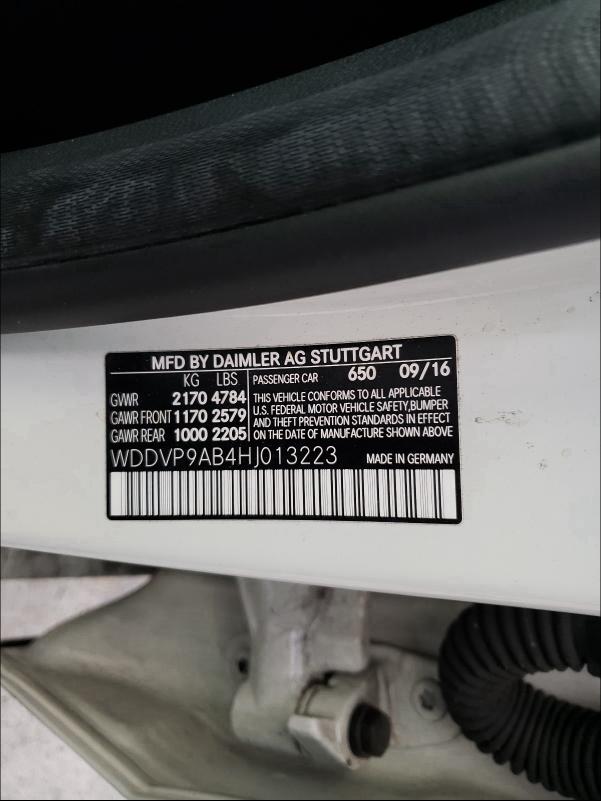 MFD BY DAIMLER AG STUTTGART
KG LBS
GVWR 2170 4784
GAWR FRONT 1170 2579
GAWR REAR 1000 2205
PASSENGER CAR 650 09/16
THIS VEHICLE CONFORMS TO ALL APPLICABLE
U.S. FEDERAL MOTOR VEHICLE SAFETY,BUMPER
AND THEFT PREVENTION STANDARDS IN EFFECT
ON THE DATE OF MANUFACTURE SHOWN ABOVE
WDDVP9AB4HJ013223 MADE IN GERMANY